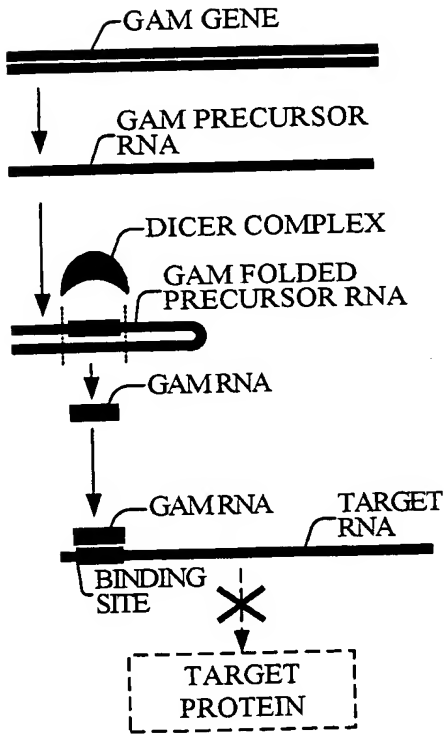 GAM GENE
GAM PRECURSOR
RNA
DICER COMPLEX
GAM FOLDED
PRECURSOR RNA
GAM RNA
GAM RNA
TARGET
RNA
BINDING
SITE
TARGET
PROTEIN